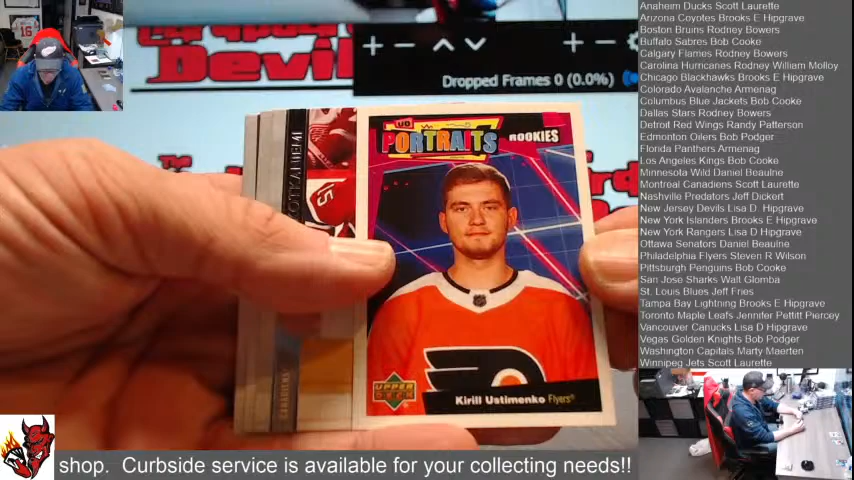 Cardboard
Devils
Dropped Frames 0 (0.0%)
The
UD
PORTRAITS
ROOKIES
15
CANADIENS
UPPER DECK
Kirill Ustimenko Flyers
Anaheim Ducks Scott Laurette
Arizona Coyotes Brooks E Hipgrave
Boston Bruins Rodney Bowers
Buffalo Sabres Bob Cooke
Calgary Flames Rodney Bowers
Carolina Hurricanes Rodney William Molloy
Chicago Blackhawks Brooks E Hipgrave
Colorado Avalanche Armenag
Columbus Blue Jackets Bob Cooke
Dallas Stars Rodney Bowers
Detroit Red Wings Randy Patterson
Edminton Oilers Bob Podger
Florida Panthers Armenag
Los Angeles Kings Bob Cooke
Minnesota Wild Daniel Beaulne
Montreal Canadiens Scott Laurette
Nashville Predators Jeff Dickert
New Jersey Devils Lisa D Hipgrave
New York Islanders Brooks E Hipgrave
New York Rangers Lisa D Hipgrave
Ottawa Senators Daniel Beaulne
Philadelphia Flyers Steven R Wilson
Pittsburgh Penguins Bob Cooke
San Jose Sharks Walt Glomba
St. Louis Blues Jeff Fries
Tampa Bay Lightning Brooks E Hipgrave
Toronto Maple Leafs Jennifer Pettitt Piercey
Vancouver Canucks Lisa D Hipgrave
Vegas Golden Knights Bob Podger
Washington Capitals Marty Maerten
Winnipeg Jets Scott Laurette
shop. Curbside service is available for your collecting needs!!